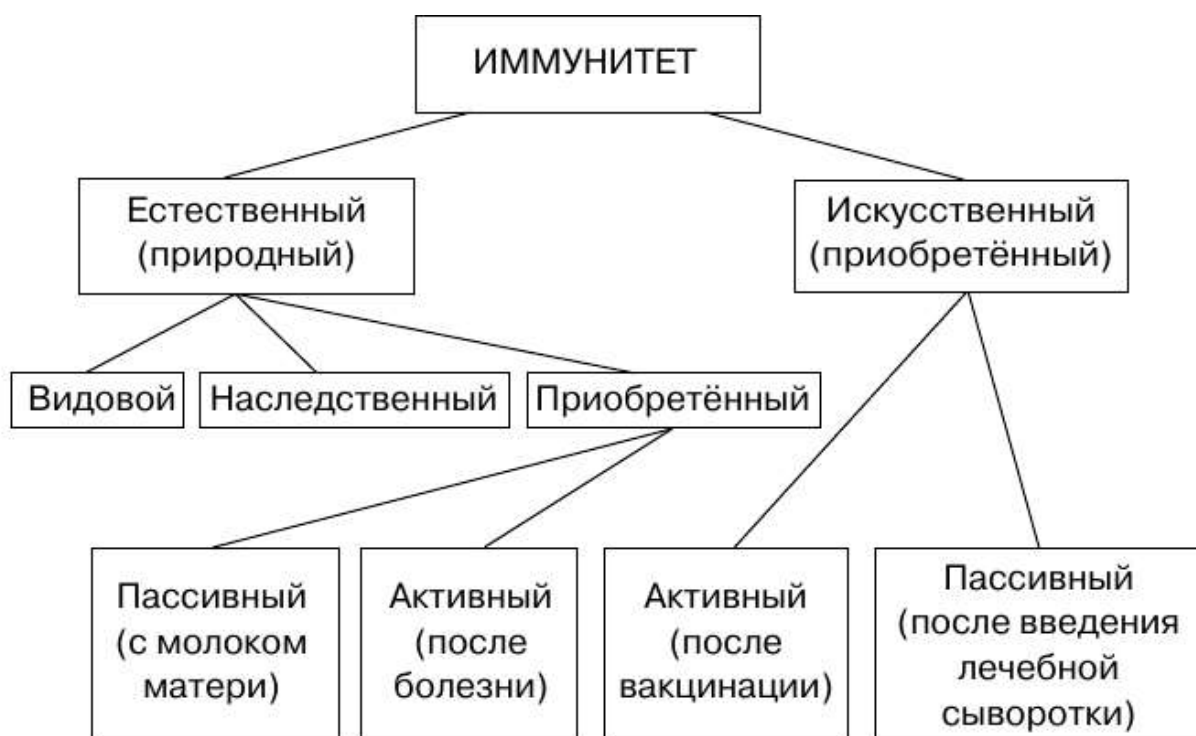 ИММУНИТЕТ
Естественный
(природный)
Искусственный
(приобретённый)
Видовой
Наследственный
Приобретённый
Пассивный
(с молоком
матери)
Активный
(после
болезни)
Активный
(после
вакцинации)
Пассивный
(после введения
лечебной
сыворотки)